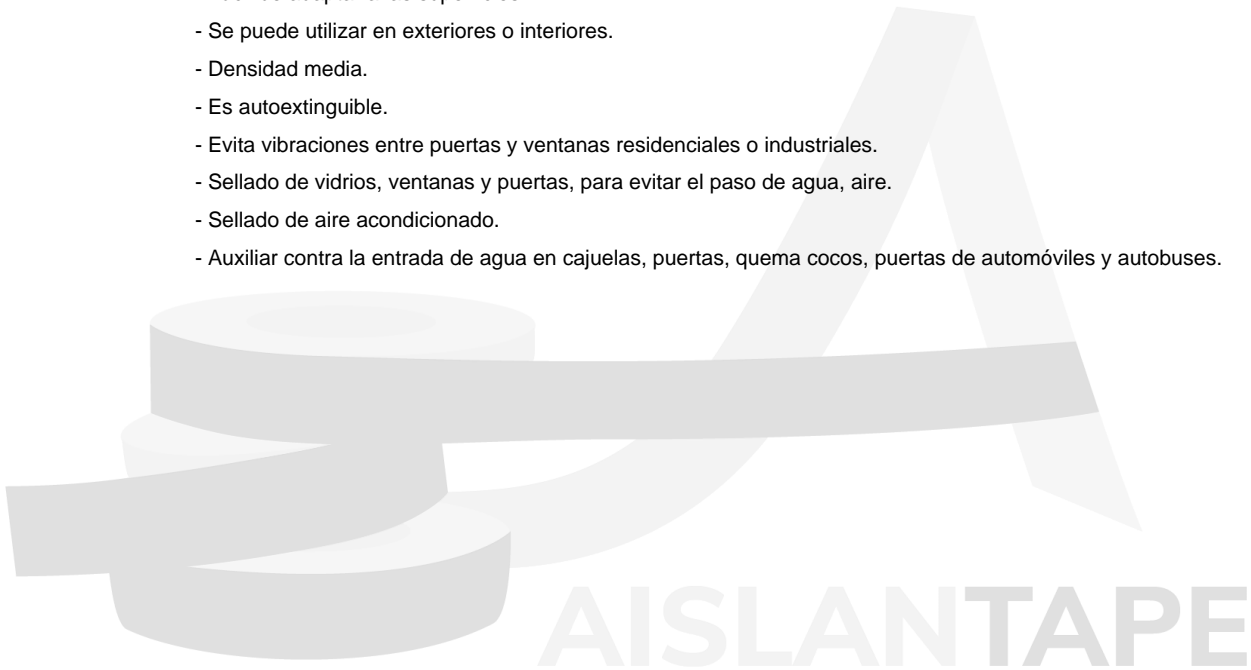 - Se puede utilizar en exteriores o interiores.
- Densidad media.
- Es autoextinguible.
- Evita vibraciones entre puertas y ventanas residenciales o industriales.
- Sellado de vidrios, ventanas y puertas, para evitar el paso de agua, aire.
- Sellado de aire acondicionado.
- Auxiliar contra la entrada de agua en cajuelas, puertas, quema cocos, puertas de automóviles y autobuses.
AISLANTAPE